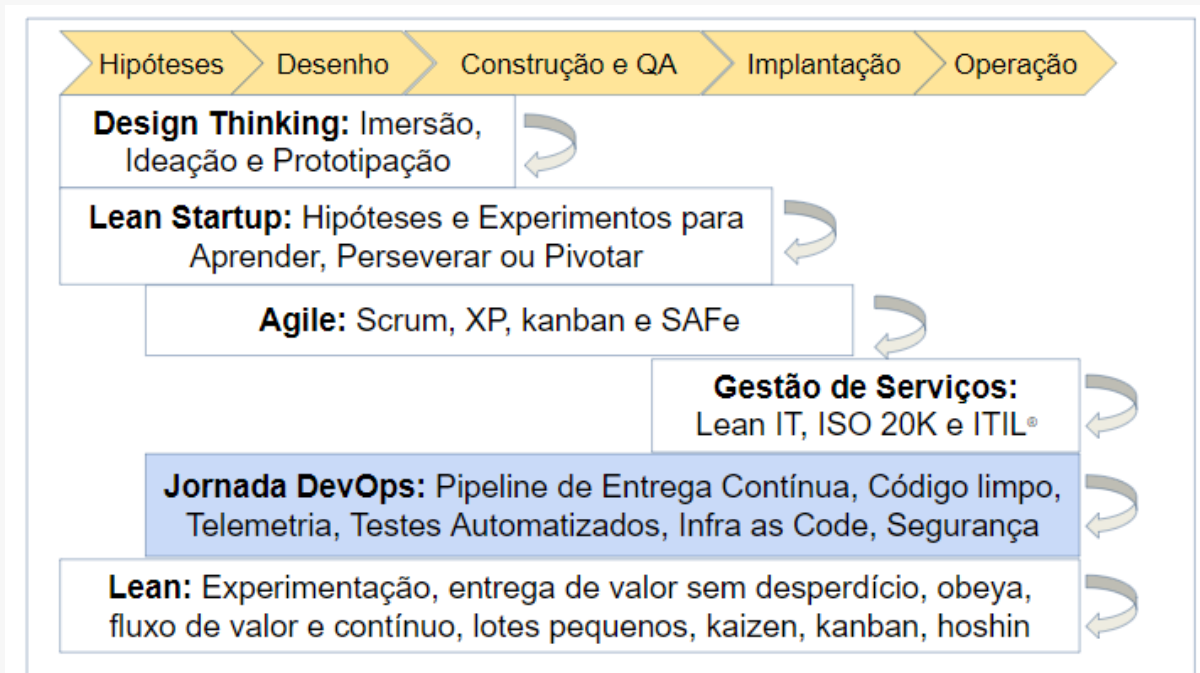 Hipóteses
Desenho
Construção e QA
Implantação
Operação
Design Thinking: Imersão,
Ideação e Prototipação
Lean Startup: Hipóteses e Experimentos para
Aprender, Perseverar ou Pivotar
Agile: Scrum, XP, kanban e SAFe
Gestão de Serviços:
Lean IT, ISO 20K e ITIL®
Jornada DevOps: Pipeline de Entrega Contínua, Código limpo,
Telemetria, Testes Automatizados, Infra as Code, Segurança
Lean: Experimentação, entrega de valor sem desperdício, obeya,
fluxo de valor e contínuo, lotes pequenos, kaizen, kanban, hoshin